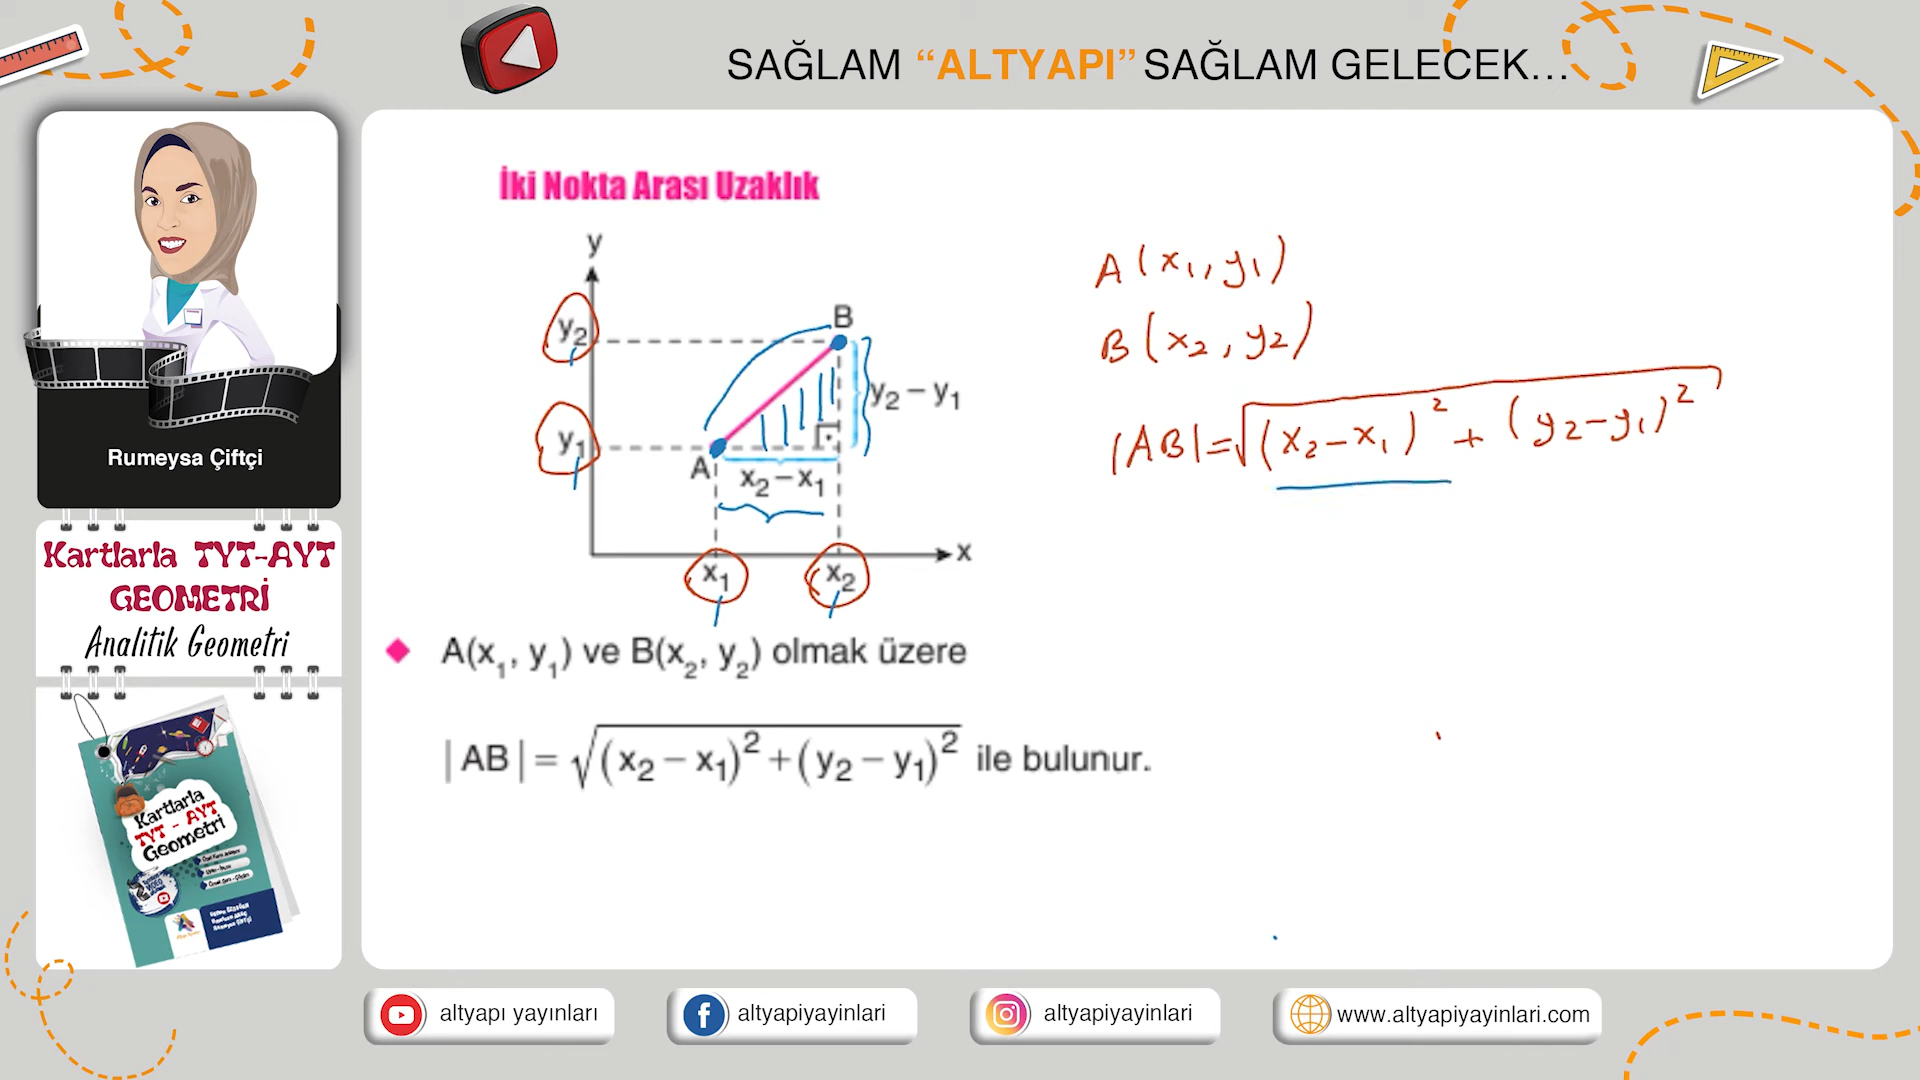 SAĞLAM “ALTYAPI” SAĞLAM GELECEK...
Rumeysa Çiftçi
Kartlarla TYT-AYT
GEOMETRİ
Analitik Geometri
Kartlarla
TYT - AYT
Geometri
İki Nokta Arası Uzaklık
y
y₂
B
y₂ – y₁
y₁
A
x₂ – x₁
x
x₁ x₂
A(x₁, y₁)
B(x₂, y₂)
|AB|=√(x₂–x₁)² + (y₂–y₁)²
A(x₁, y₁) ve B(x₂, y₂) olmak üzere
|AB| = √(x₂ – x₁)² + (y₂ – y₁)² ile bulunur.
altyapı yayınları
altyapiyayinlari
altyapiyayinlari
www.altyapiyayinlari.com